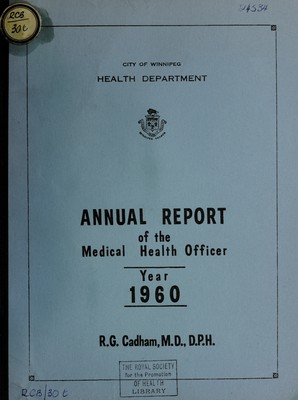 RCB
30c
CITY OF WINNIPEG
HEALTH DEPARTMENT
ANNUAL REPORT
of the
Medical Health Officer
Year
1960
R.G. Cadham, M.D., D.P.H.
THE ROYAL SOCIETY
for the Promotion
OF HEALTH
LIBRARY
RCB/30c